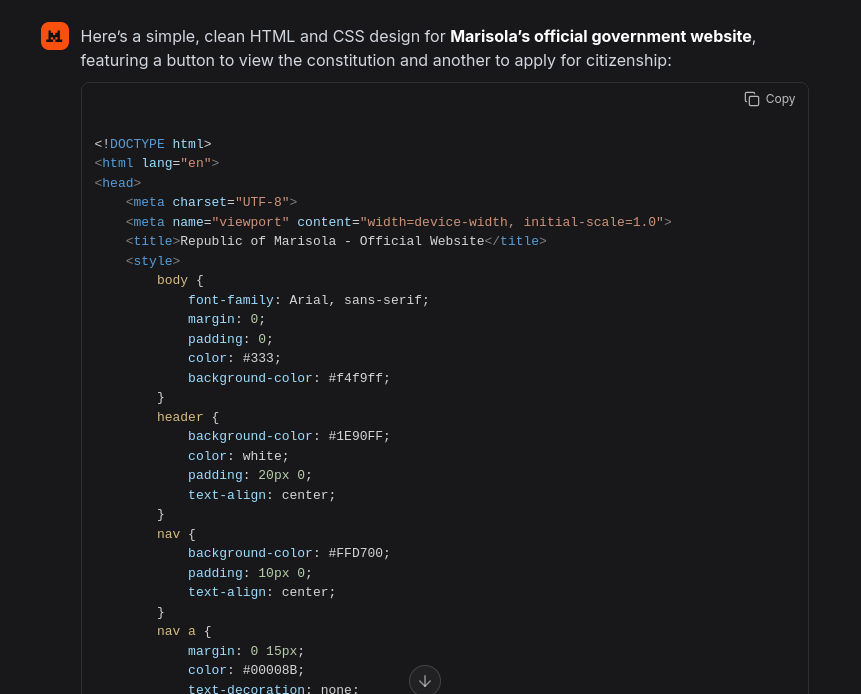 Here's a simple, clean HTML and CSS design for Marisola's official government website,
featuring a button to view the constitution and another to apply for citizenship:
Copy
<!DOCTYPE html>
<html lang="en">
<head>
    <meta charset="UTF-8">
    <meta name="viewport" content="width=device-width, initial-scale=1.0">
    <title>Republic of Marisola - Official Website</title>
    <style>
        body {
            font-family: Arial, sans-serif;
            margin: 0;
            padding: 0;
            color: #333;
            background-color: #f4f9ff;
        }
        header {
            background-color: #1E90FF;
            color: white;
            padding: 20px 0;
            text-align: center;
        }
        nav {
            background-color: #FFD700;
            padding: 10px 0;
            text-align: center;
        }
        nav a {
            margin: 0 15px;
            color: #00008B;
            text-decoration: none;